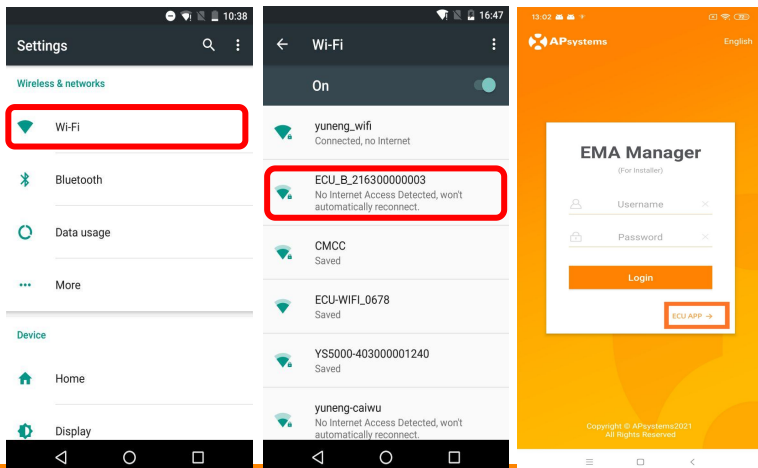 10:38
Settings
Wireless & networks
Wi-Fi
Bluetooth
Data usage
More
Device
Home
Display
16:47
Wi-Fi
On
yuneng_wifi
Connected, no Internet
ECU_B_216300000003
No Internet Access Detected, won't
automatically reconnect.
CMCC
Saved
ECU-WIFI_0678
Saved
YS5000-403000001240
Saved
yuneng-caiwu
No Internet Access Detected, won't
automatically reconnect.
13:02
APsystems
English
EMA Manager
(For Installer)
Username
Password
Login
ECU APP →
Copyright © APsystems2021
All Rights Reserved